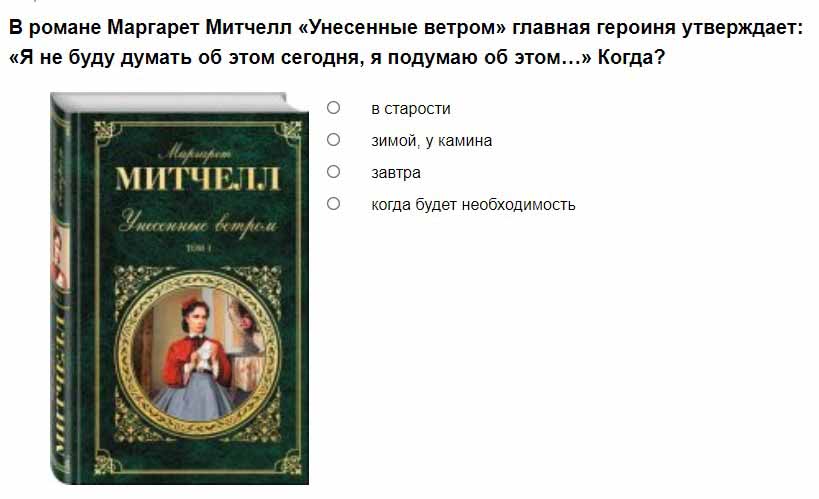 В романе Маргарет Митчелл «Унесенные ветром» главная героиня утверждает:
«Я не буду думать об этом сегодня, я подумаю об этом…» Когда?
в старости
зимой, у камина
завтра
когда будет необходимость
Маргарет
МИТЧЕЛЛ
Унесенные ветром
ТОМ 1
МИТЧЕЛЛ